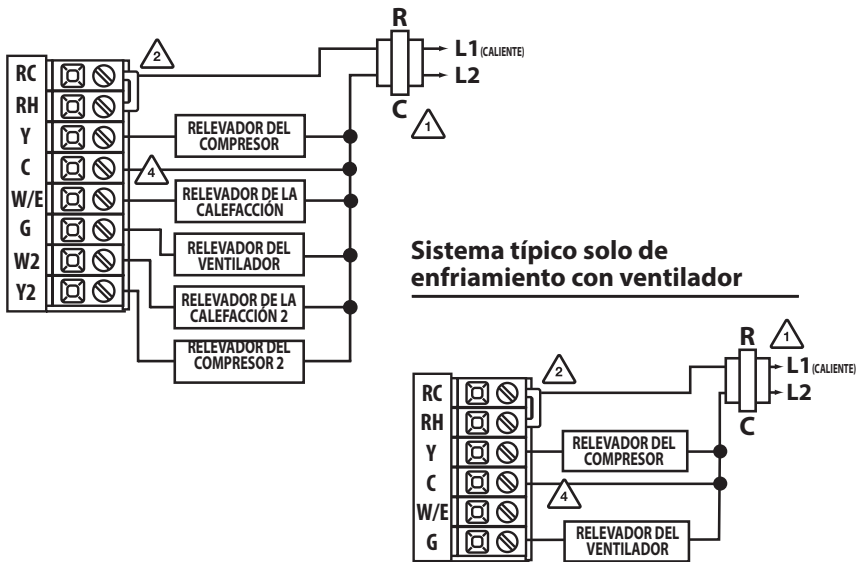 R
L1 (CALIENTE)
L2
C
1
2
RC
RH
Y
C
W/E
G
W2
Y2
4
RELEVADOR DEL
COMPRESOR
RELEVADOR DE LA
CALEFACCIÓN
RELEVADOR DEL
VENTILADOR
RELEVADOR DE LA
CALEFACCIÓN 2
RELEVADOR DEL
COMPRESOR 2
Sistema típico solo de
enfriamiento con ventilador
R
1
L1 (CALIENTE)
L2
C
2
RC
RH
Y
C
W/E
G
4
RELEVADOR DEL
COMPRESOR
RELEVADOR DEL
VENTILADOR